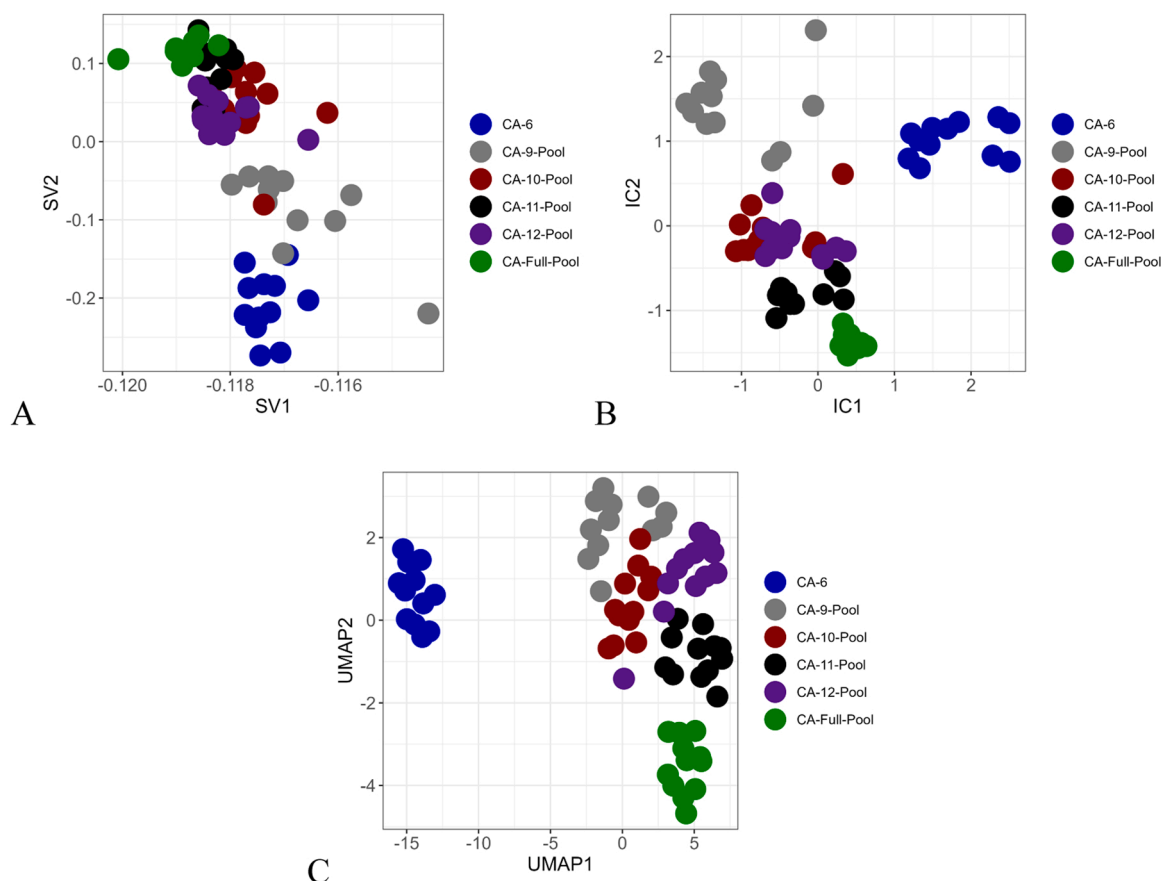 0.1
0.0
-0.1
-0.2
SV2
-0.120
-0.118
-0.116
SV1
CA-6
CA-9-Pool
CA-10-Pool
CA-11-Pool
CA-12-Pool
CA-Full-Pool
A
2
1
0
-1
IC2
-1
0
1
2
IC1
CA-6
CA-9-Pool
CA-10-Pool
CA-11-Pool
CA-12-Pool
CA-Full-Pool
B
2
0
-2
-4
UMAP2
-15
-10
-5
0
5
UMAP1
CA-6
CA-9-Pool
CA-10-Pool
CA-11-Pool
CA-12-Pool
CA-Full-Pool
C